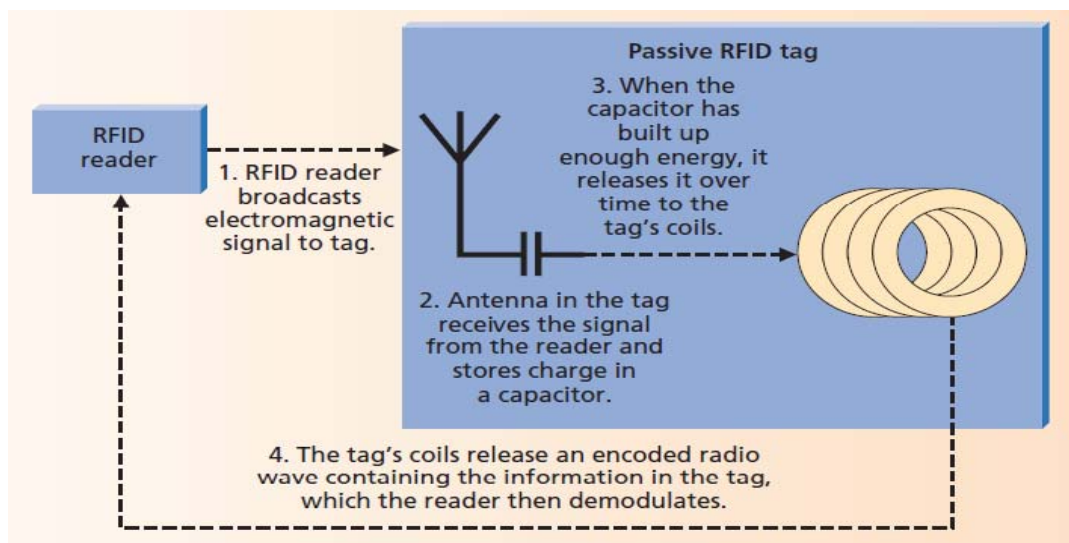 Passive RFID tag
RFID
reader
1. RFID reader
broadcasts
electromagnetic
signal to tag.
2. Antenna in the tag
receives the signal
from the reader and
stores charge in
a capacitor.
3. When the
capacitor has
built up
enough energy, it
releases it over
time to the
tag's coils.
4. The tag's coils release an encoded radio
wave containing the information in the tag,
which the reader then demodulates.